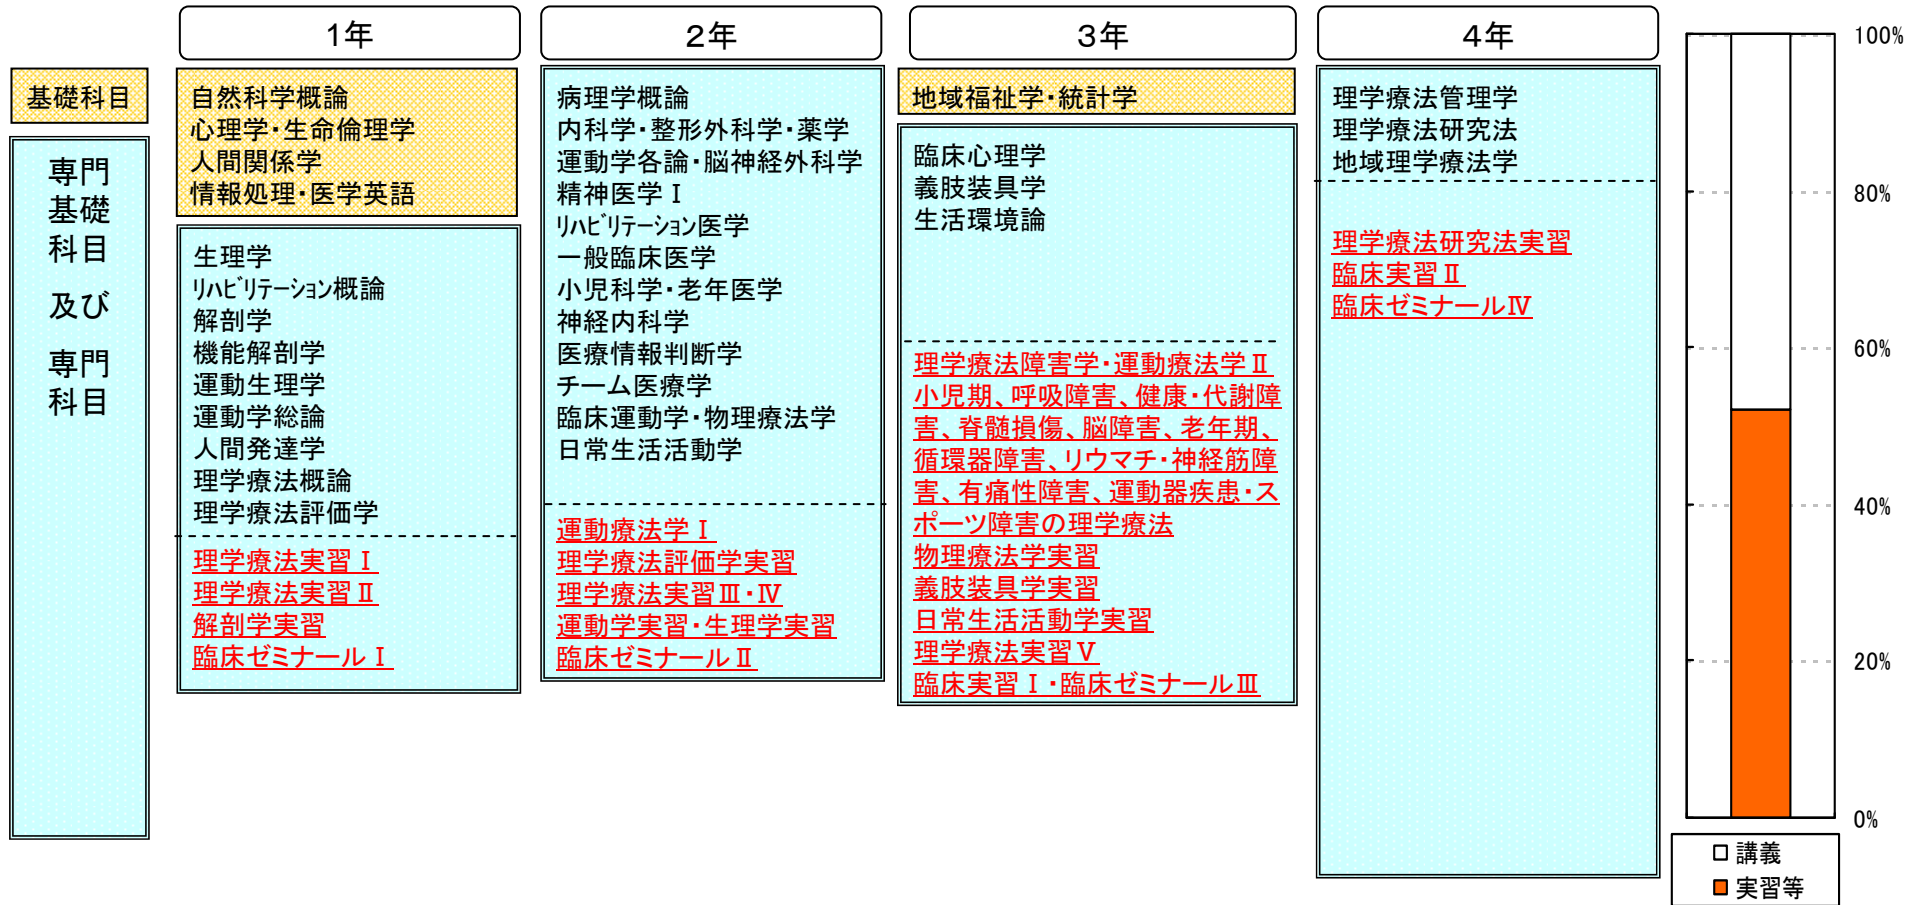 1年
2年
3年
4年
基礎科目
専門
基礎
科目
及び
専門
科目
自然科学概論
心理学・生命倫理学
人間関係学
情報処理・医学英語
生理学
ﾘﾊﾋﾞﾘﾃｰｼｮﾝ概論
解剖学
機能解剖学
運動生理学
運動学総論
人間発達学
理学療法概論
理学療法評価学
理学療法実習Ⅰ
理学療法実習Ⅱ
解剖学実習
臨床ゼミナールⅠ
病理学概論
内科学・整形外科学・薬学
運動学各論・脳神経外科学
精神医学Ⅰ
ﾘﾊﾋﾞﾘﾃｰｼｮﾝ医学
一般臨床医学
小児科学・老年医学
神経内科学
医療情報判断学
チーム医療学
臨床運動学・物理療法学
日常生活活動学
運動療法学Ⅰ
理学療法評価学実習
理学療法実習Ⅲ・Ⅳ
運動学実習・生理学実習
臨床ゼミナールⅡ
地域福祉学・統計学
臨床心理学
義肢装具学
生活環境論
理学療法障害学・運動療法学Ⅱ
小児期、呼吸障害、健康・代謝障
害、脊髄損傷、脳障害、老年期、
循環器障害、リウマチ・神経筋障
害、有痛性障害、運動器疾患・ス
ポーツ障害の理学療法
物理療法学実習
義肢装具学実習
日常生活活動学実習
理学療法実習Ⅴ
臨床実習Ⅰ・臨床ゼミナールⅢ
理学療法管理学
理学療法研究法
地域理学療法学
理学療法研究法実習
臨床実習Ⅱ
臨床ゼミナールⅣ
100%
80%
60%
40%
20%
0%
講義
実習等